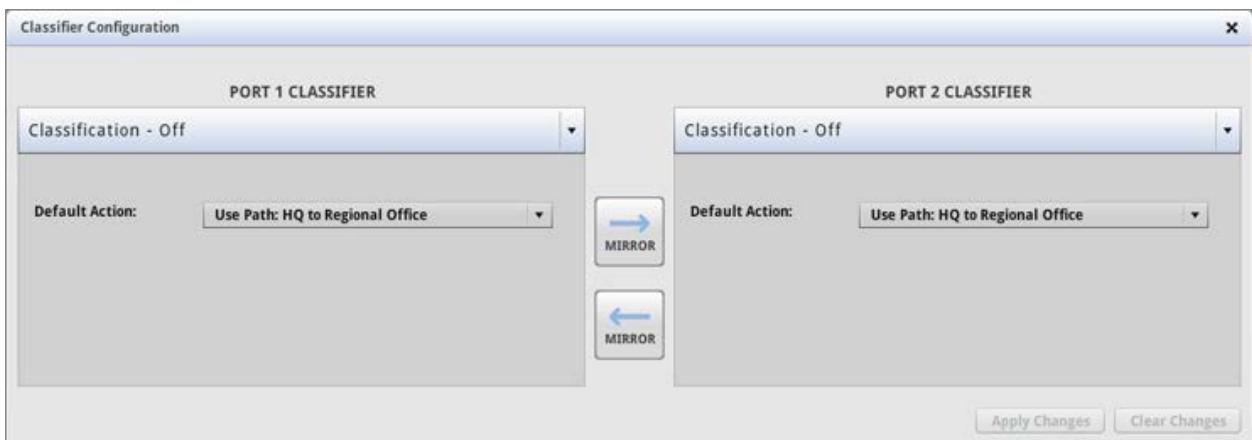 Classifier Configuration
PORT 1 CLASSIFIER
Classification - Off
Default Action:
Use Path: HQ to Regional Office
MIRROR
MIRROR
PORT 2 CLASSIFIER
Classification - Off
Default Action:
Use Path: HQ to Regional Office
Apply Changes
Clear Changes